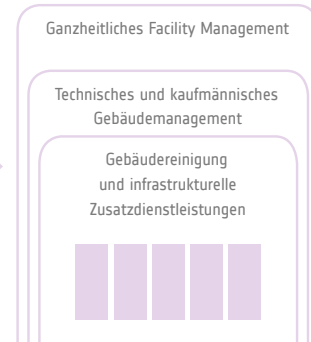 Ganzheitliches Facility Management
Technisches und kaufmännisches
Gebäudemanagement
Gebäudereinigung
und infrastrukturelle
Zusatzdienstleistungen